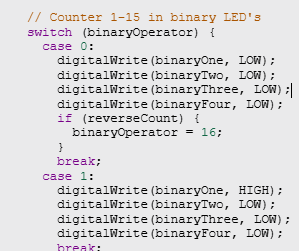 // Counter 1-15 in binary LED's
switch (binaryOperator) {
case 0:
digitalWrite(binaryOne, LOW);
digitalWrite(binaryTwo, LOW);
digitalWrite(binaryThree, LOW);
digitalWrite(binaryFour, LOW);
if (reverseCount) {
binaryOperator = 16;
}
break;
case 1:
digitalWrite(binaryOne, HIGH);
digitalWrite(binaryTwo, LOW);
digitalWrite(binaryThree, LOW);
digitalWrite(binaryFour, LOW);
break;